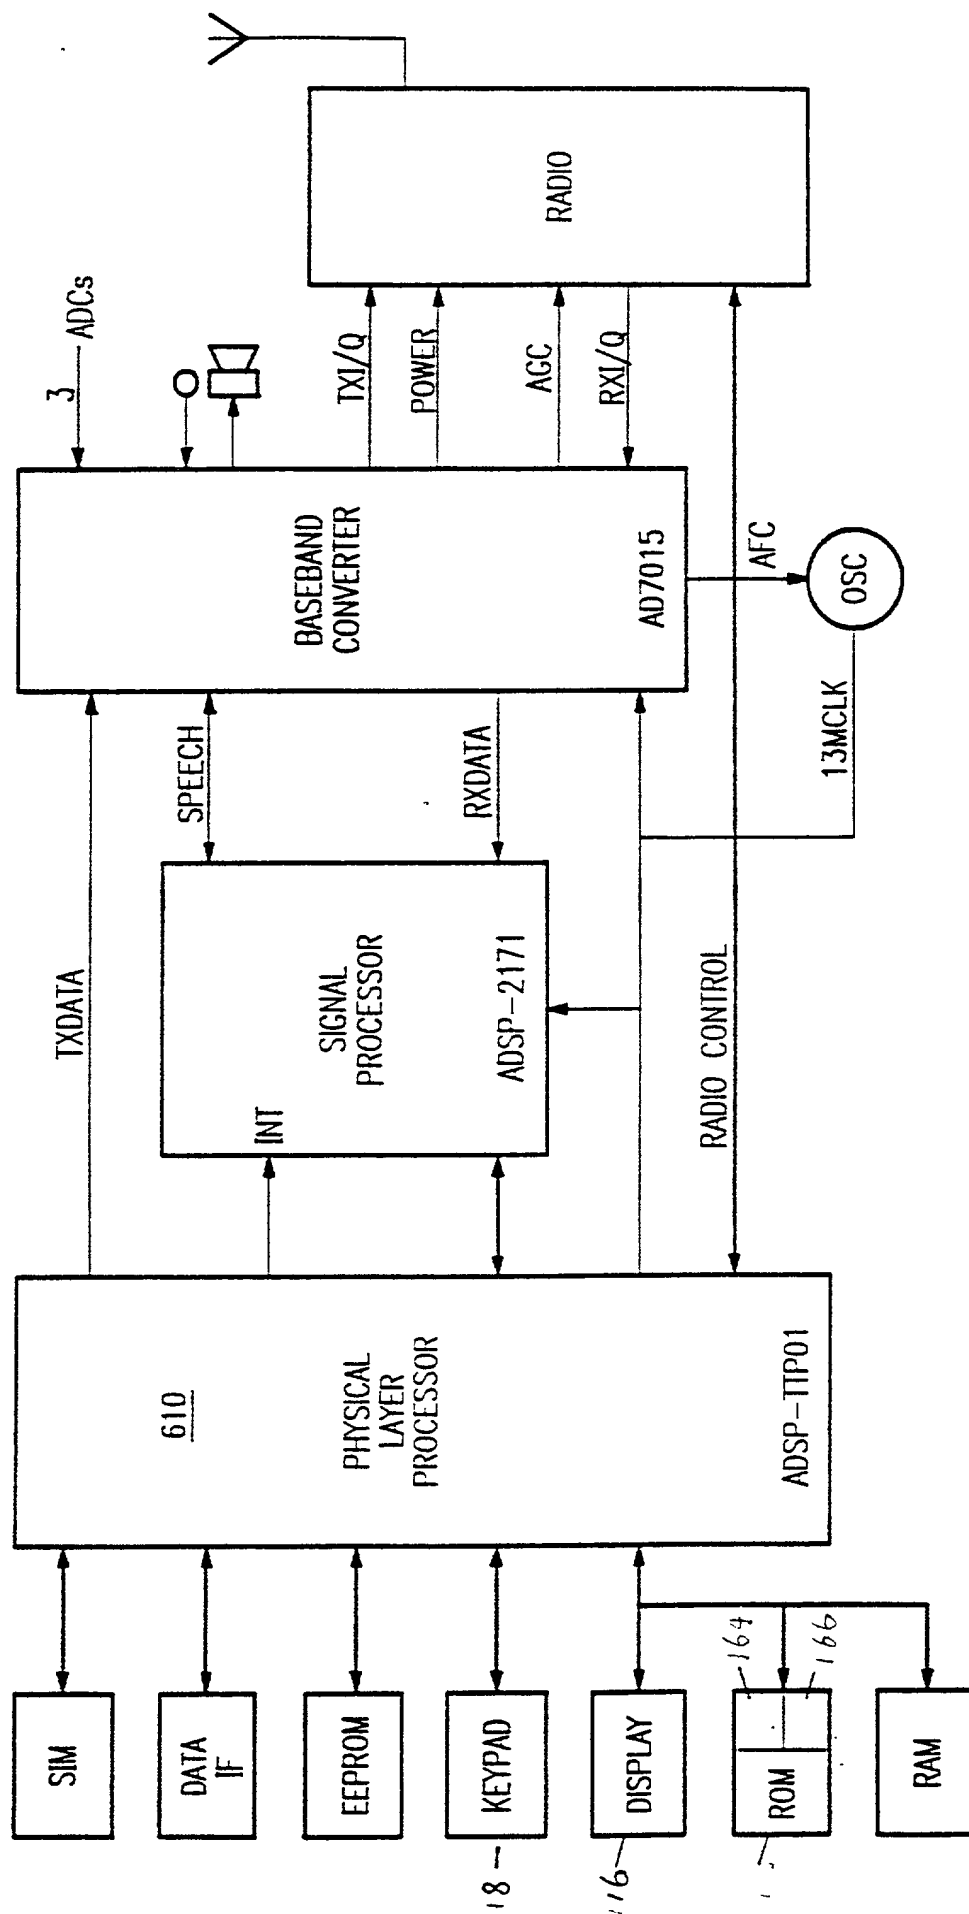 SIM
DATA
IF
EEPROM
KEYPAD
DISPLAY
ROM
RAM
116
164
166
610
PHYSICAL
LAYER
PROCESSOR
ADSP-TTP01
TXDATA
INT
SIGNAL
PROCESSOR
ADSP-2171
SPEECH
RXDATA
RADIO CONTROL
BASEBAND
CONVERTER
AD7015
13MCLK
OSC
AFC
3
ADCs
TXI/Q
POWER
AGC
RXI/Q
RADIO